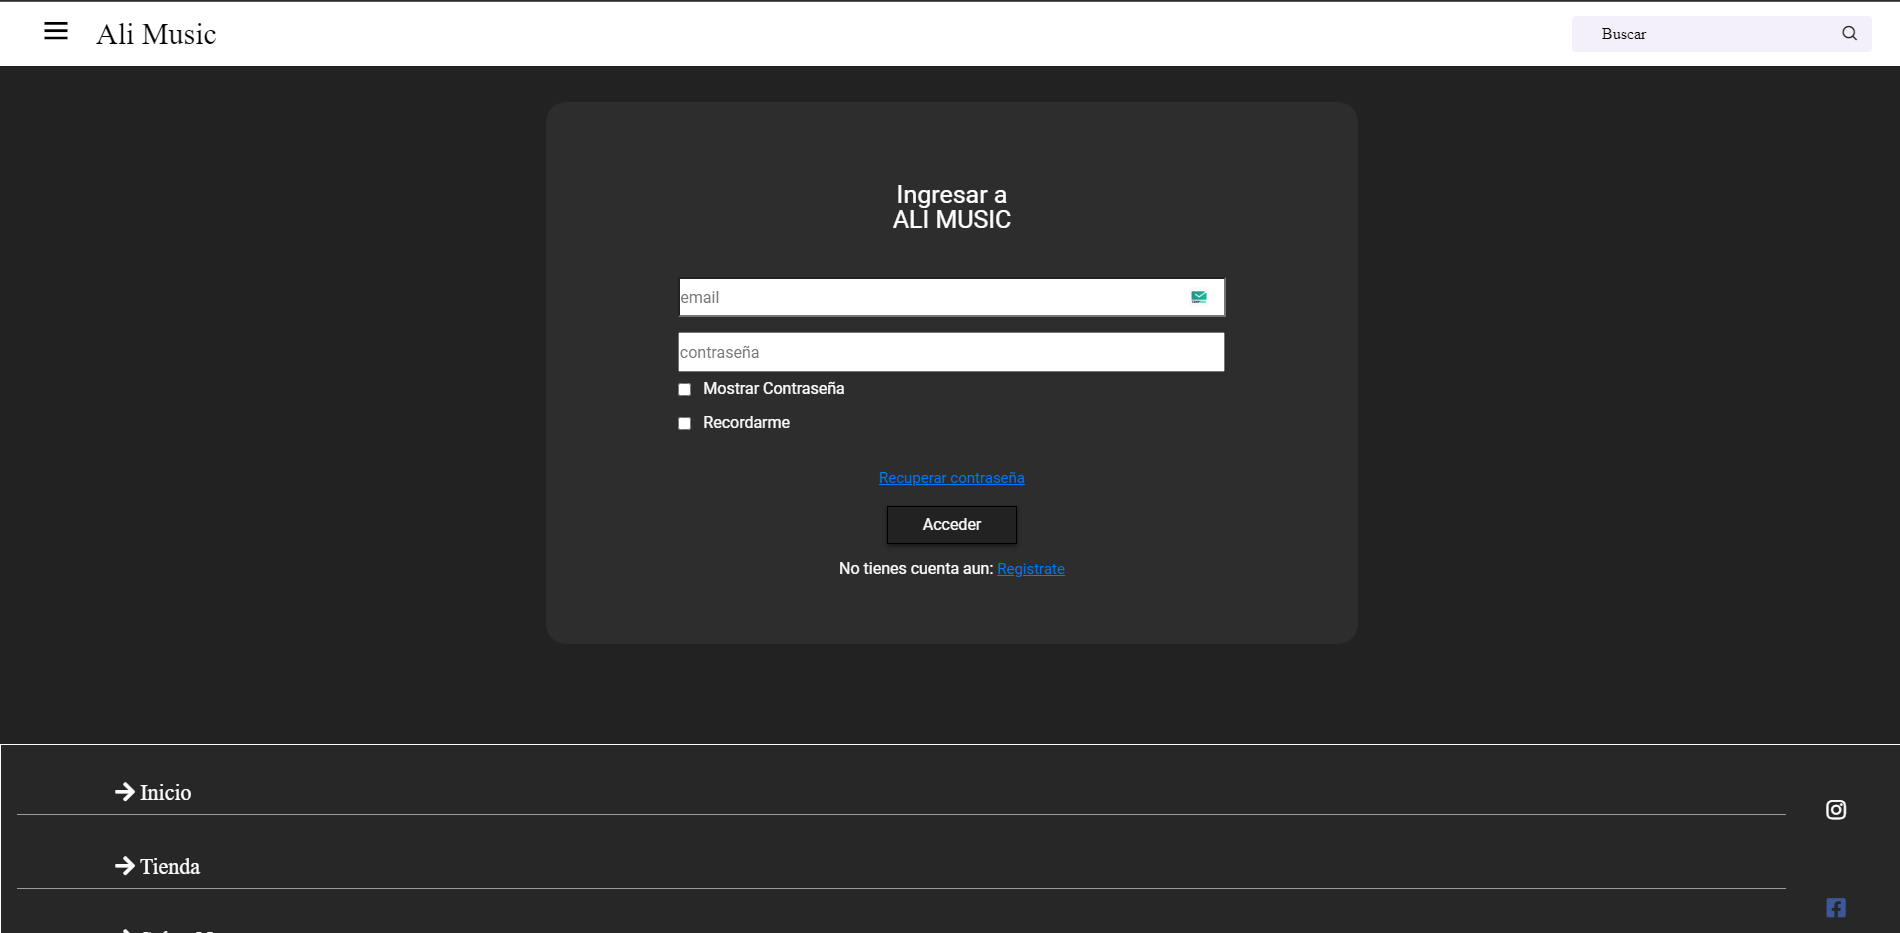 Ali Music
Buscar
Ingresar a
ALI MUSIC
email
contraseña
Mostrar Contraseña
Recordarme
Recuperar contraseña
Acceder
No tienes cuenta aun: Registrate
Inicio
Tienda